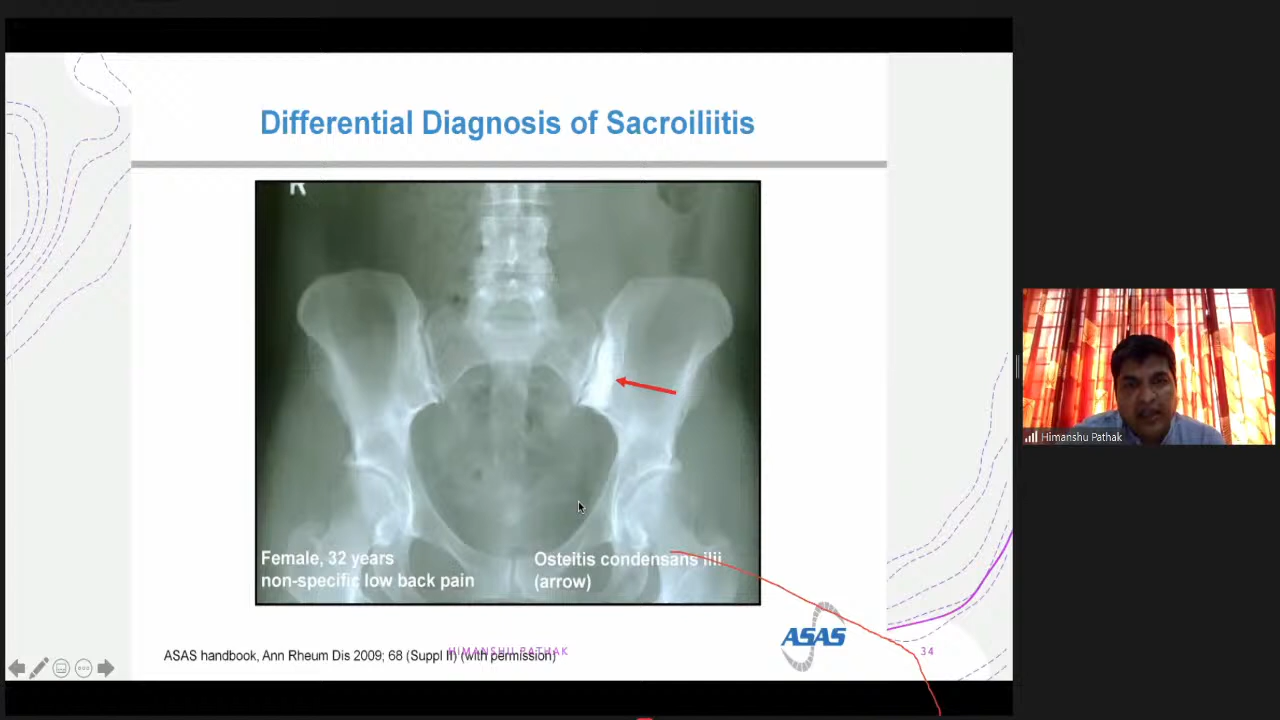 Differential Diagnosis of Sacroiliitis
R
Female, 32 years
non-specific low back pain
Osteitis condensans ilii
(arrow)
ASAS
ASAS handbook, Ann Rheum Dis 2009; 68 (Suppl II) (with permission)
HIMANSHU PATHAK
34
Himanshu Pathak